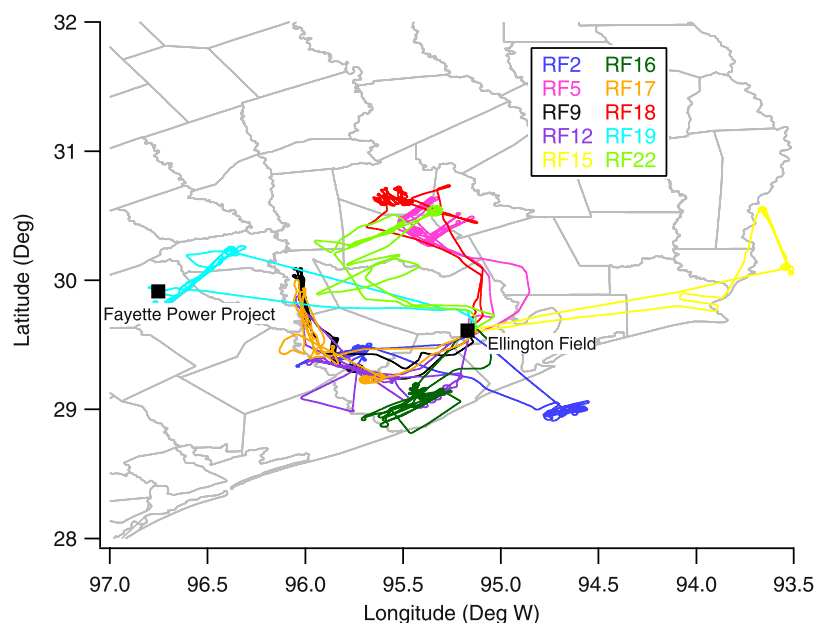 32
31
30
29
28
Latitude (Deg)
RF2 RF16
RF5 RF17
RF9 RF18
RF12 RF19
RF15 RF22
Fayette Power Project
Ellington Field
97.0 96.5 96.0 95.5 95.0 94.5 94.0 93.5
Longitude (Deg W)